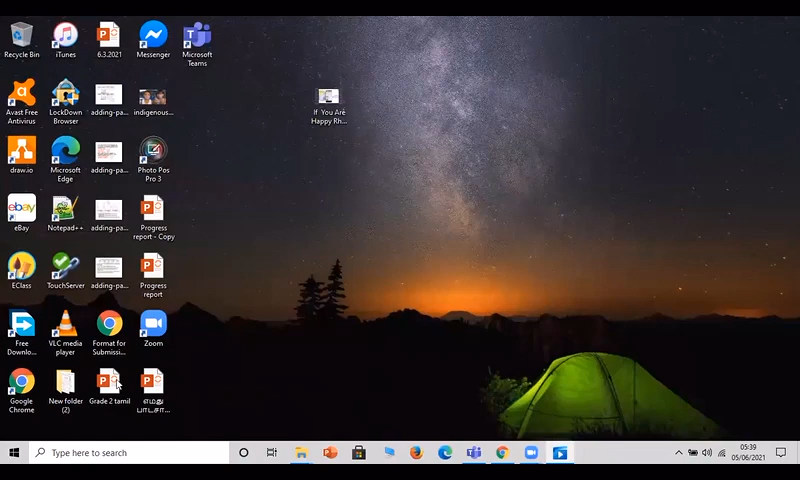 Recycle Bin
iTunes
6.3.2021
Messenger
Microsoft
Teams
Avast Free
Antivirus
LockDown
Browser
adding-pa...
indigenous...
If You Are
Happy Rh...
draw.io
Microsoft
Edge
adding-pa...
Photo Pos
Pro 3
eBay
Notepad++
adding-pa...
Progress
report - Copy
EClass
TouchServer
adding-pa...
Progress
report
Free
Downlo...
VLC media
player
Format for
Submissi...
Zoom
Google
Chrome
New folder
(2)
Grade 2 tamil
எமது
பாடசா...
Type here to search
05:39
05/06/2021